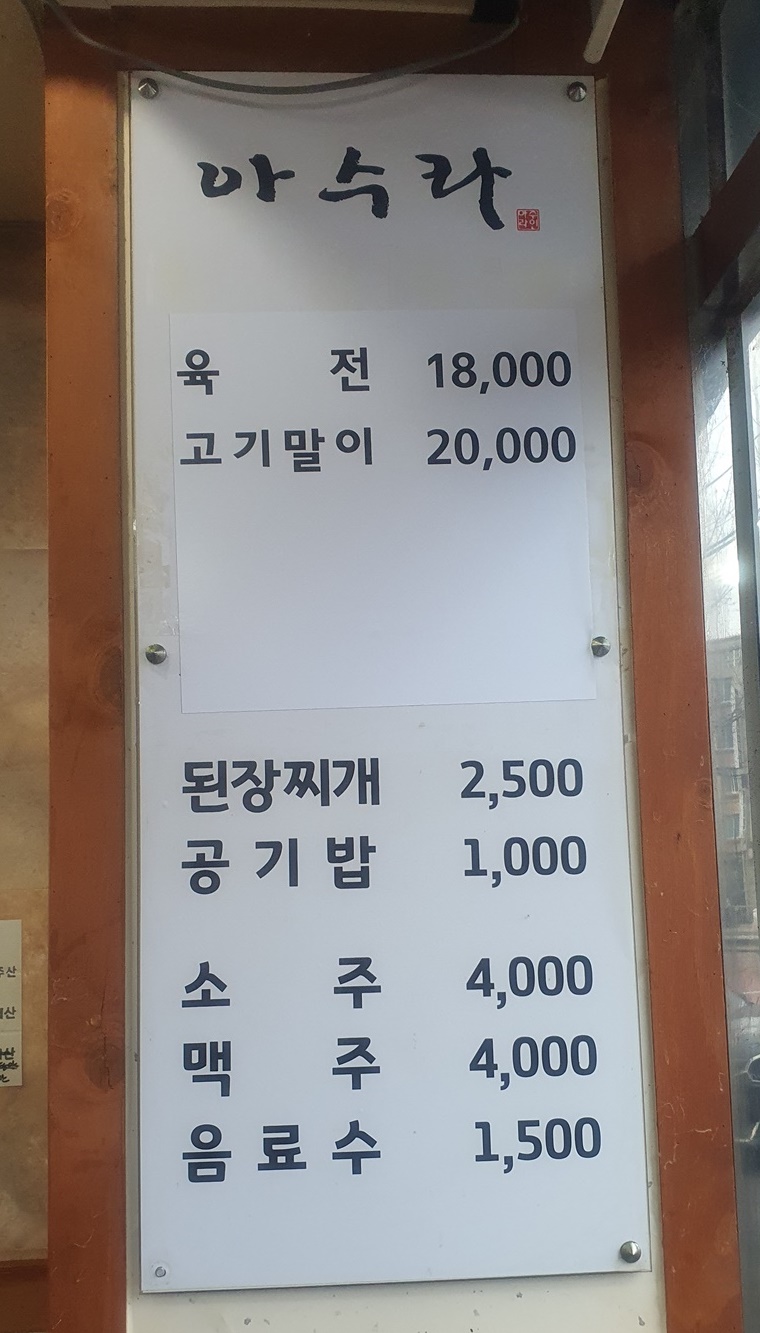 아수라
육 전 18,000
고기말이 20,000
된장찌개 2,500
공기밥 1,000
소 주 4,000
맥 주 4,000
음료수 1,500